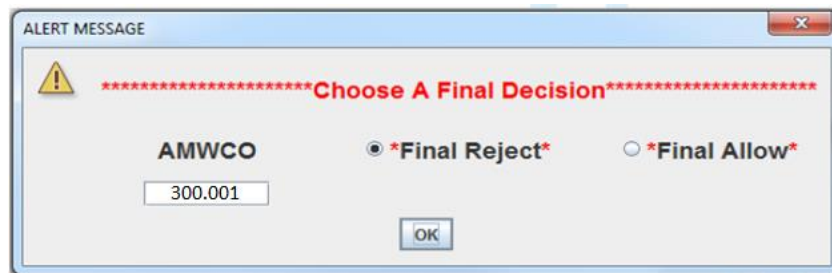 ALERT MESSAGE
**********************Choose A Final Decision**********************
AMWCO *Final Reject* *Final Allow*
300.001
OK